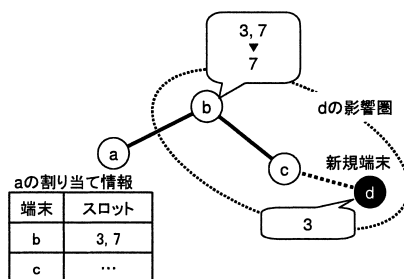 3, 7
▼
7
b
dの影響圏
a
新規端末
c
d
aの割り当て情報
3
端末 スロット
b 3, 7
c …